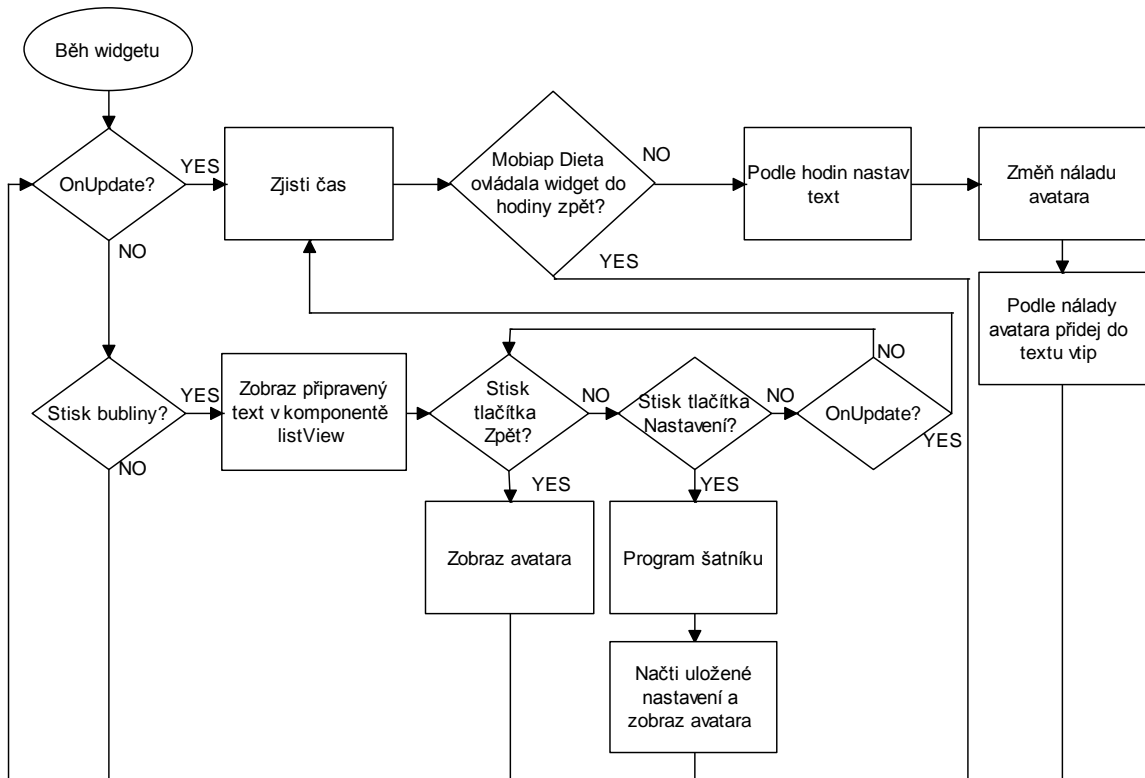 Běh widgetu
OnUpdate?
YES
NO
Zjisti čas
Mobiap Dieta
ovládala widget do
hodiny zpět?
NO
YES
Podle hodin nastav
text
Změň náladu
avatara
Podle nálady
avatara přidej do
textu vtip
Stisk bubliny?
YES
NO
Zobraz připravený
text v komponentě
listView
Stisk
tlačítka
Zpět?
NO
YES
Stisk tlačítka
Nastavení?
NO
YES
OnUpdate?
NO
YES
Zobraz avatara
Program šatníku
Načti uložené
nastavení a
zobraz avatara